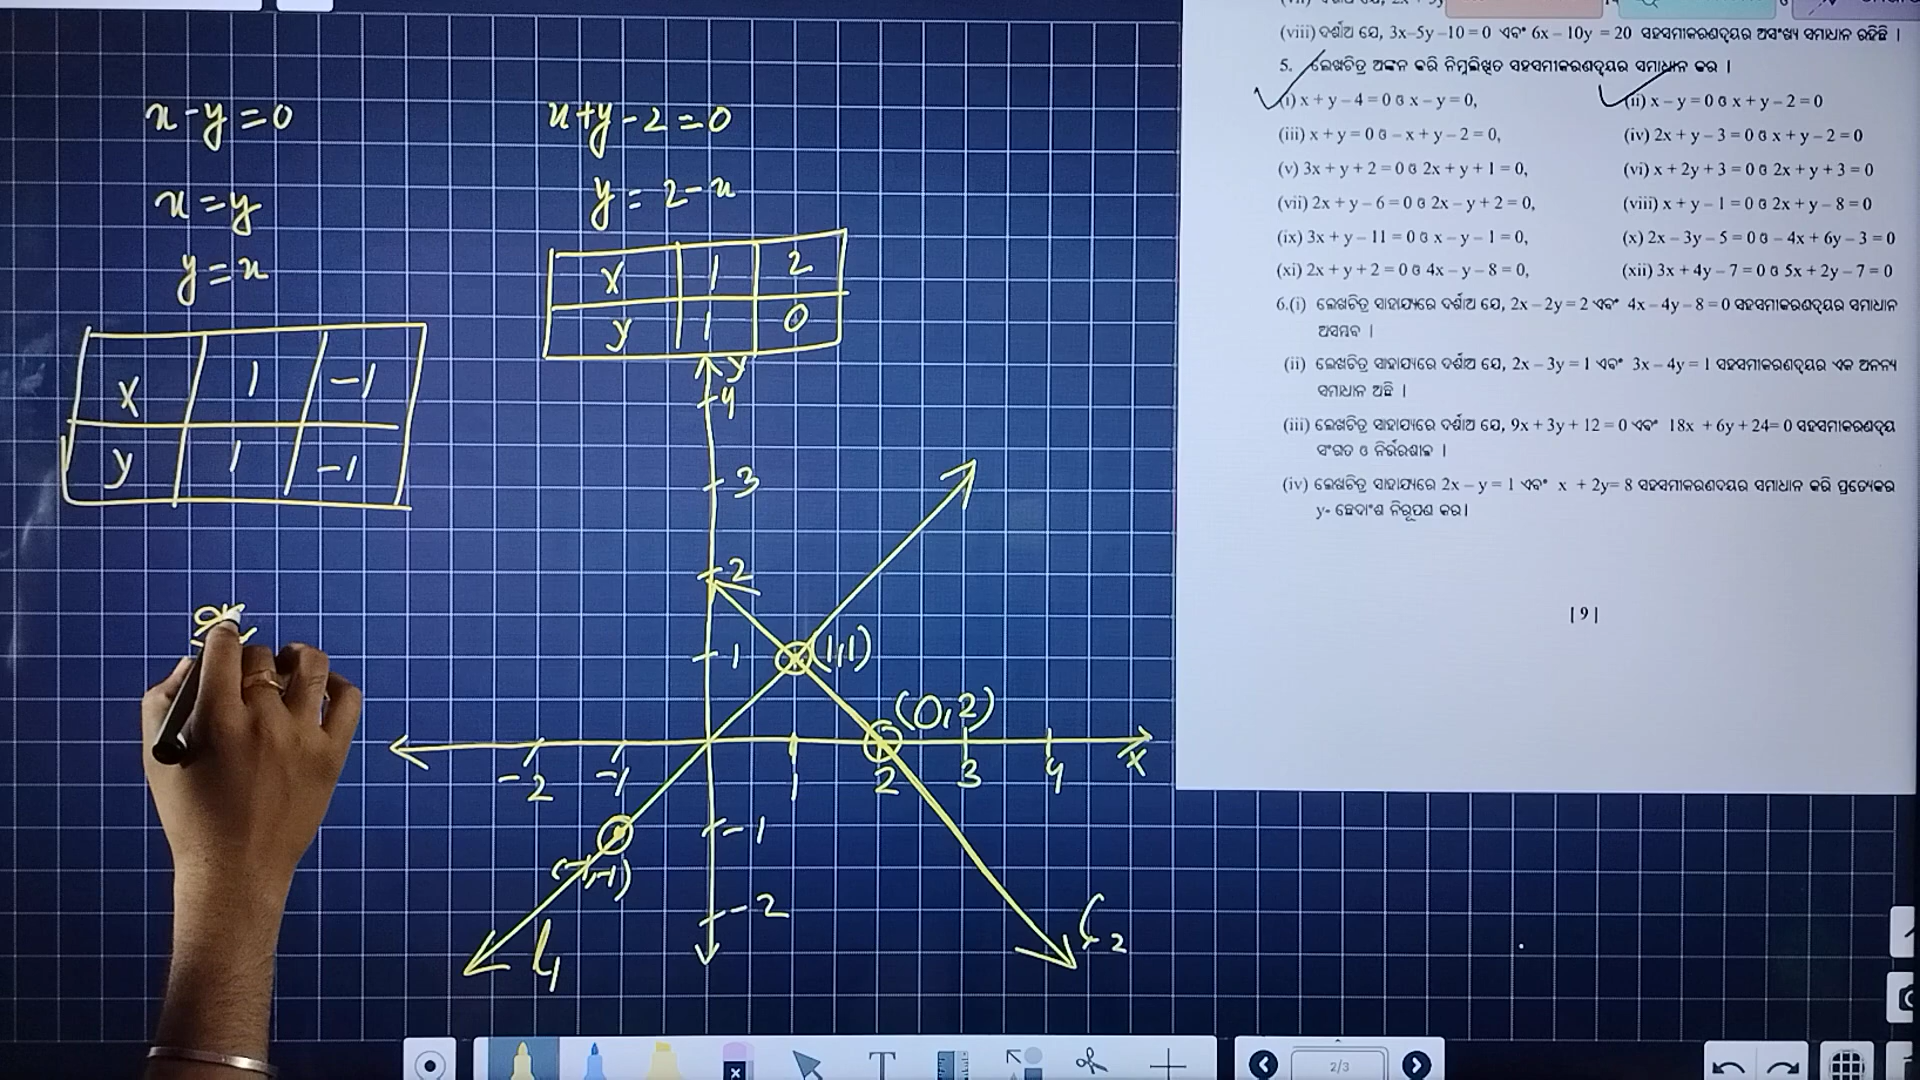 x-y=0
x=y
y=x
x 1 -1
y 1 -1
x+y-2=0
y=2-x
x 1 2
y 1 0
y
4
3
2
1
(1,1)
(0,2)
-2 -1 1 2 3 4 x
-1
(-1,-1)
-2
l1
l2
(viii) ଦର୍ଶାଅ ଯେ, 3x–5y –10 = 0 ଏବଂ 6x – 10y = 20 ସହସମୀକରଣଦ୍ୱୟର ଅସଂଖ୍ୟ ସମାଧାନ ରହିଛି ।
5. ଲେଖଚିତ୍ର ଅଙ୍କନ କରି ନିମ୍ନଲିଖିତ ସହସମୀକରଣଦ୍ୱୟର ସମାଧାନ କର ।
(i) x + y – 4 = 0 ଓ x – y = 0, (ii) x – y = 0 ଓ x + y – 2 = 0
(iii) x + y = 0 ଓ – x + y – 2 = 0, (iv) 2x + y – 3 = 0 ଓ x + y – 2 = 0
(v) 3x + y + 2 = 0 ଓ 2x + y + 1 = 0, (vi) x + 2y + 3 = 0 ଓ 2x + y + 3 = 0
(vii) 2x + y – 6 = 0 ଓ 2x – y + 2 = 0, (viii) x + y – 1 = 0 ଓ 2x + y – 8 = 0
(ix) 3x + y – 11 = 0 ଓ x – y – 1 = 0, (x) 2x – 3y – 5 = 0 ଓ – 4x + 6y – 3 = 0
(xi) 2x + y + 2 = 0 ଓ 4x – y – 8 = 0, (xii) 3x + 4y – 7 = 0 ଓ 5x + 2y – 7 = 0
6.(i) ଲେଖଚିତ୍ର ସାହାଯ୍ୟରେ ଦର୍ଶାଅ ଯେ, 2x – 2y = 2 ଏବଂ 4x – 4y – 8 = 0 ସହସମୀକରଣଦ୍ୱୟର ସମାଧାନ
ଅସମ୍ଭବ ।
(ii) ଲେଖଚିତ୍ର ସାହାଯ୍ୟରେ ଦର୍ଶାଅ ଯେ, 2x – 3y = 1 ଏବଂ 3x – 4y = 1 ସହସମୀକରଣଦ୍ୱୟର ଏକ ଅନନ୍ୟ
ସମାଧାନ ଅଛି ।
(iii) ଲେଖଚିତ୍ର ସାହାଯ୍ୟରେ ଦର୍ଶାଅ ଯେ, 9x + 3y + 12 = 0 ଏବଂ 18x + 6y + 24= 0 ସହସମୀକରଣଦ୍ୱୟ
ସଂଗତ ଓ ନିର୍ଭରଶୀଳ ।
(iv) ଲେଖଚିତ୍ର ସାହାଯ୍ୟରେ 2x – y = 1 ଏବଂ x + 2y= 8 ସହସମୀକରଣଦ୍ୱୟର ସମାଧାନ କରି ପ୍ରତ୍ୟେକର
y- ଛେଦାଂଶ ନିରୂପଣ କର।
[ 9 ]
2/3